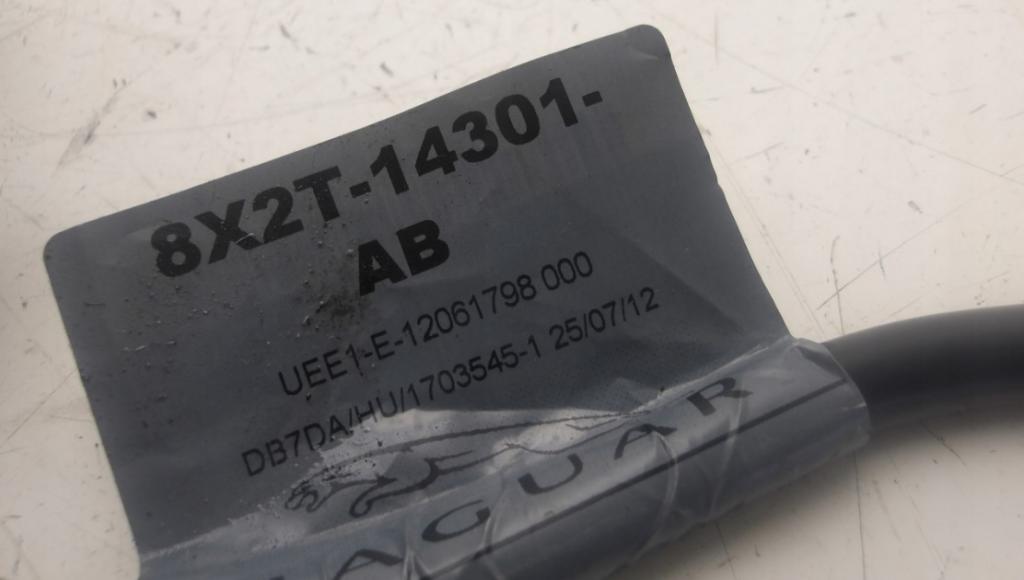 8X2T-14301-
AB
UEE1-E-12061798 000
DB7DA/HU/1703545-1 25/07/12
JAGUAR